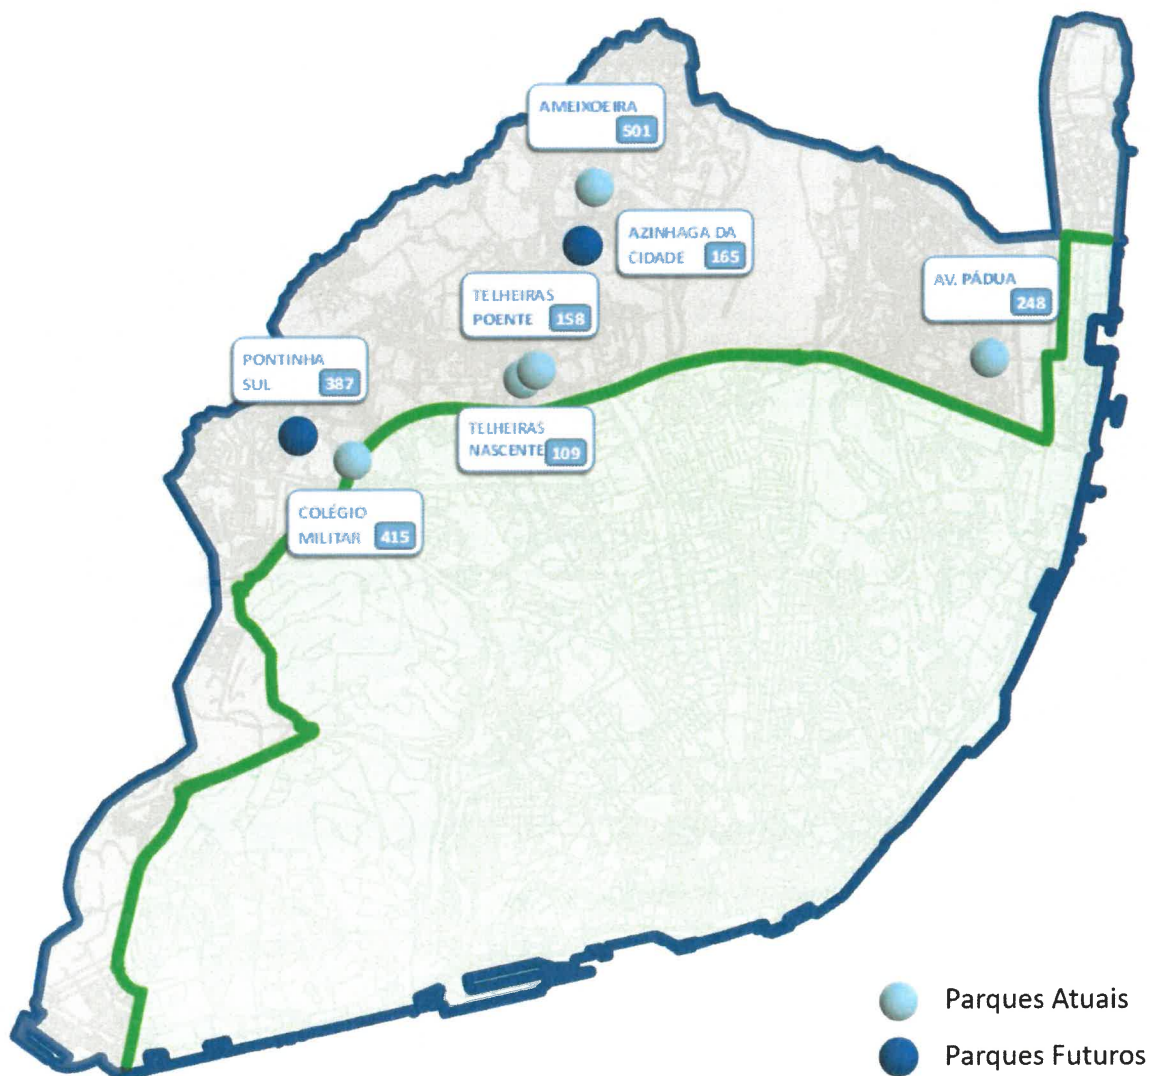 AMEIXOEIRA
501
AZINHAGA DA
CIDADE 165
TELHEIRAS
POENTE 158
AV. PÁDUA
248
PONTINHA
SUL 387
TELHEIRAS
NASCENTE 109
COLÉGIO
MILITAR 415
Parques Atuais
Parques Futuros